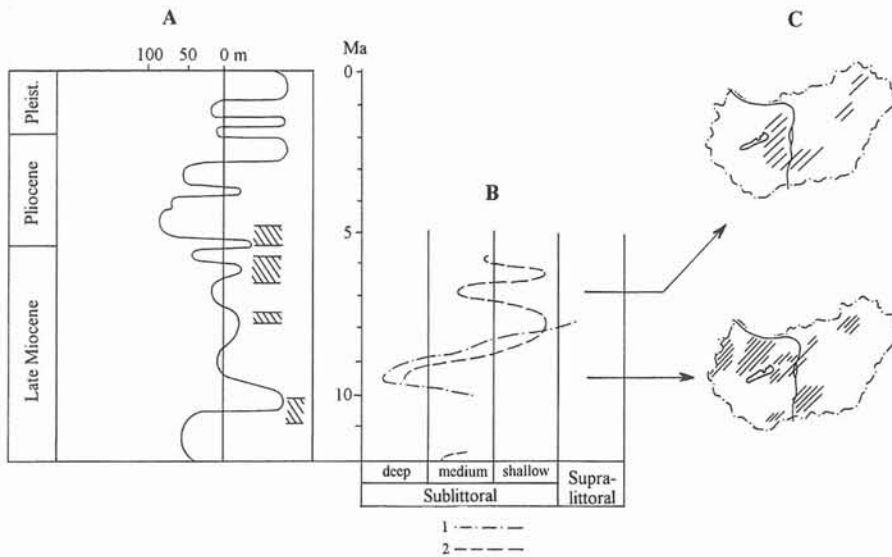 A
C
100 50 0 m
Ma
0
Pleist.
Pliocene
B
5
Late Miocene
10
deep medium shallow
Sublittoral
Supra-
littoral
1
2